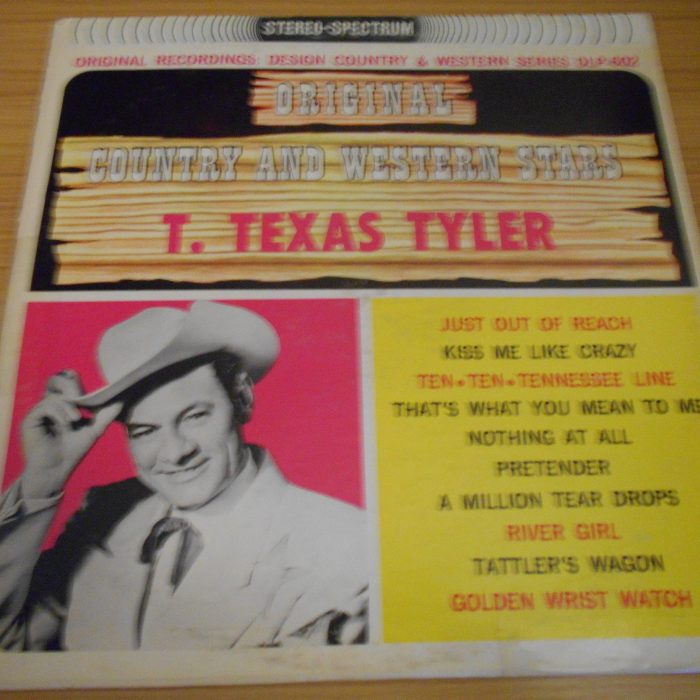 STEREO-SPECTRUM
ORIGINAL RECORDINGS: DESIGN COUNTRY & WESTERN SERIES DLP-602
ORIGINAL
COUNTRY AND WESTERN STARS
T. TEXAS TYLER
JUST OUT OF REACH
KISS ME LIKE CRAZY
TEN•TEN•TENNESSEE LINE
THAT'S WHAT YOU MEAN TO ME
NOTHING AT ALL
PRETENDER
A MILLION TEAR DROPS
RIVER GIRL
TATTLER'S WAGON
GOLDEN WRIST WATCH